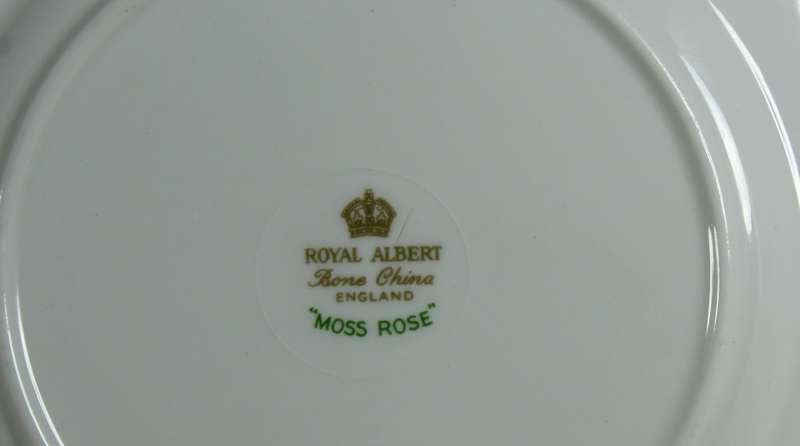 ROYAL ALBERT
Bone China
ENGLAND
"MOSS ROSE"